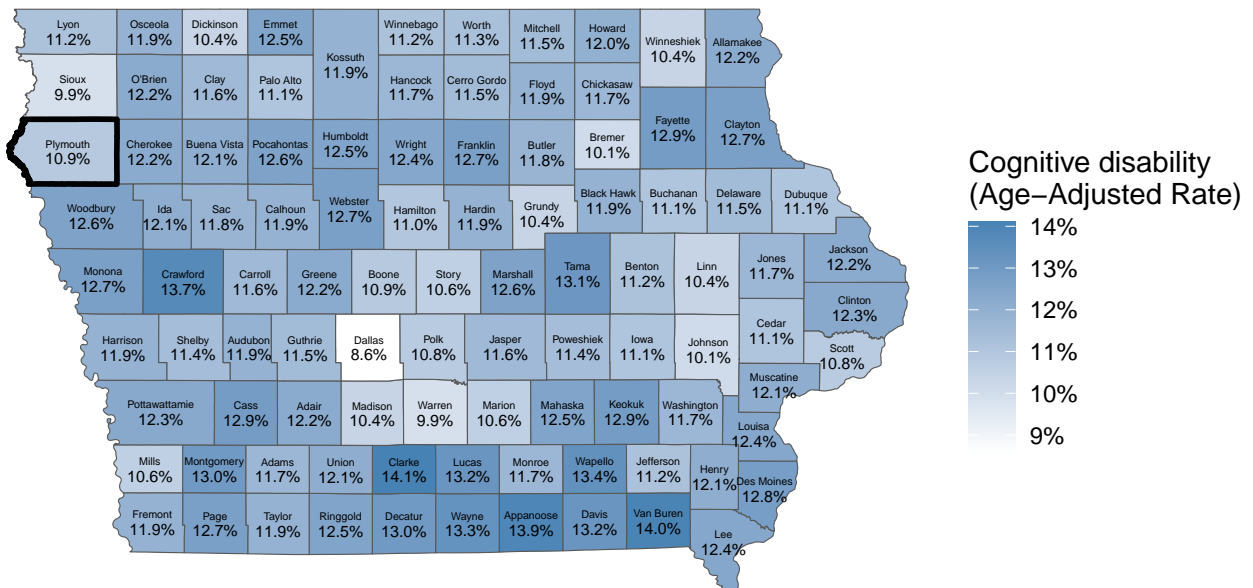 Lyon
11.2%
Osceola
11.9%
Dickinson
10.4%
Emmet
12.5%
Kossuth
11.9%
Winnebago
11.2%
Worth
11.3%
Mitchell
11.5%
Howard
12.0%
Winneshiek
10.4%
Allamakee
12.2%
Sioux
9.9%
O'Brien
12.2%
Clay
11.6%
Palo Alto
11.1%
Hancock
11.7%
Cerro Gordo
11.5%
Floyd
11.9%
Chickasaw
11.7%
Plymouth
10.9%
Cherokee
12.2%
Buena Vista
12.1%
Pocahontas
12.6%
Humboldt
12.5%
Wright
12.4%
Franklin
12.7%
Butler
11.8%
Bremer
10.1%
Fayette
12.9%
Clayton
12.7%
Woodbury
12.6%
Ida
12.1%
Sac
11.8%
Calhoun
11.9%
Webster
12.7%
Hamilton
11.0%
Hardin
11.9%
Grundy
10.4%
Black Hawk
11.9%
Buchanan
11.1%
Delaware
11.5%
Dubuque
11.1%
Monona
12.7%
Crawford
13.7%
Carroll
11.6%
Greene
12.2%
Boone
10.9%
Story
10.6%
Marshall
12.6%
Tama
13.1%
Benton
11.2%
Linn
10.4%
Jones
11.7%
Jackson
12.2%
Clinton
12.3%
Harrison
11.9%
Shelby
11.4%
Audubon
11.9%
Guthrie
11.5%
Dallas
8.6%
Polk
10.8%
Jasper
11.6%
Poweshiek
11.4%
Iowa
11.1%
Johnson
10.1%
Cedar
11.1%
Scott
10.8%
Muscatine
12.1%
Pottawattamie
12.3%
Cass
12.9%
Adair
12.2%
Madison
10.4%
Warren
9.9%
Marion
10.6%
Mahaska
12.5%
Keokuk
12.9%
Washington
11.7%
Louisa
12.4%
Mills
10.6%
Montgomery
13.0%
Adams
11.7%
Union
12.1%
Clarke
14.1%
Lucas
13.2%
Monroe
11.7%
Wapello
13.4%
Jefferson
11.2%
Henry
12.1%
Des Moines
12.8%
Fremont
11.9%
Page
12.7%
Taylor
11.9%
Ringgold
12.5%
Decatur
13.0%
Wayne
13.3%
Appanoose
13.9%
Davis
13.2%
Van Buren
14.0%
Lee
12.4%
Cognitive disability
(Age−Adjusted Rate)
14%
13%
12%
11%
10%
9%